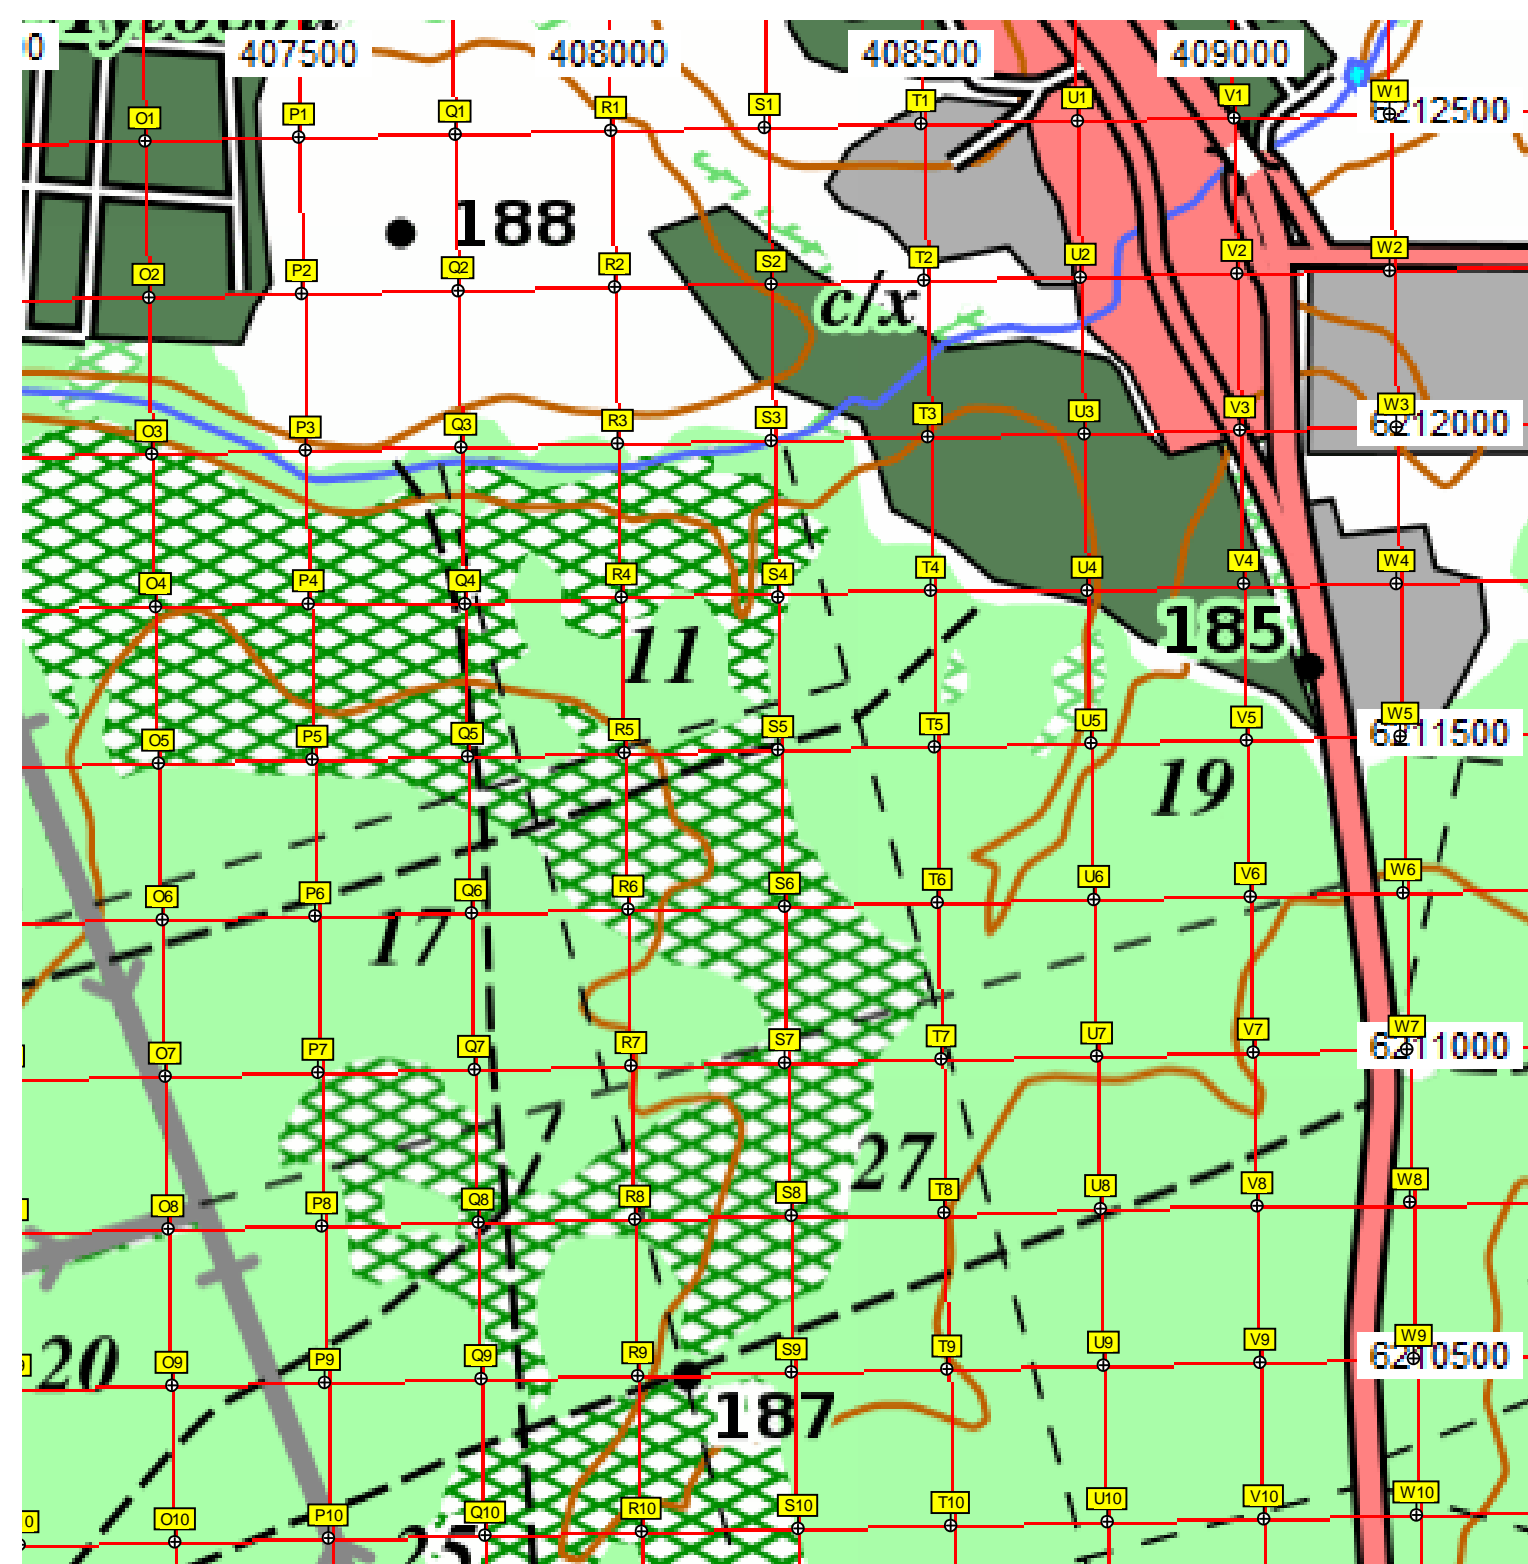 407500 408000 408500 409000
O1 P1 Q1 R1 S1 T1 U1 V1 W1
6212500
188
O2 P2 Q2 R2 S2 T2 U2 V2 W2
с/х
O3 P3 Q3 R3 S3 T3 U3 V3 W3
6212000
O4 P4 Q4 R4 S4 T4 U4 V4 W4
11
185
O5 P5 Q5 R5 S5 T5 U5 V5 W5
6211500
19
O6 P6 Q6 R6 S6 T6 U6 V6 W6
17
O7 P7 Q7 R7 S7 T7 U7 V7 W7
6211000
27
O8 P8 Q8 R8 S8 T8 U8 V8 W8
20
O9 P9 Q9 R9 S9 T9 U9 V9 W9
6210500
187
O10 P10 Q10 R10 S10 T10 U10 V10 W10
25